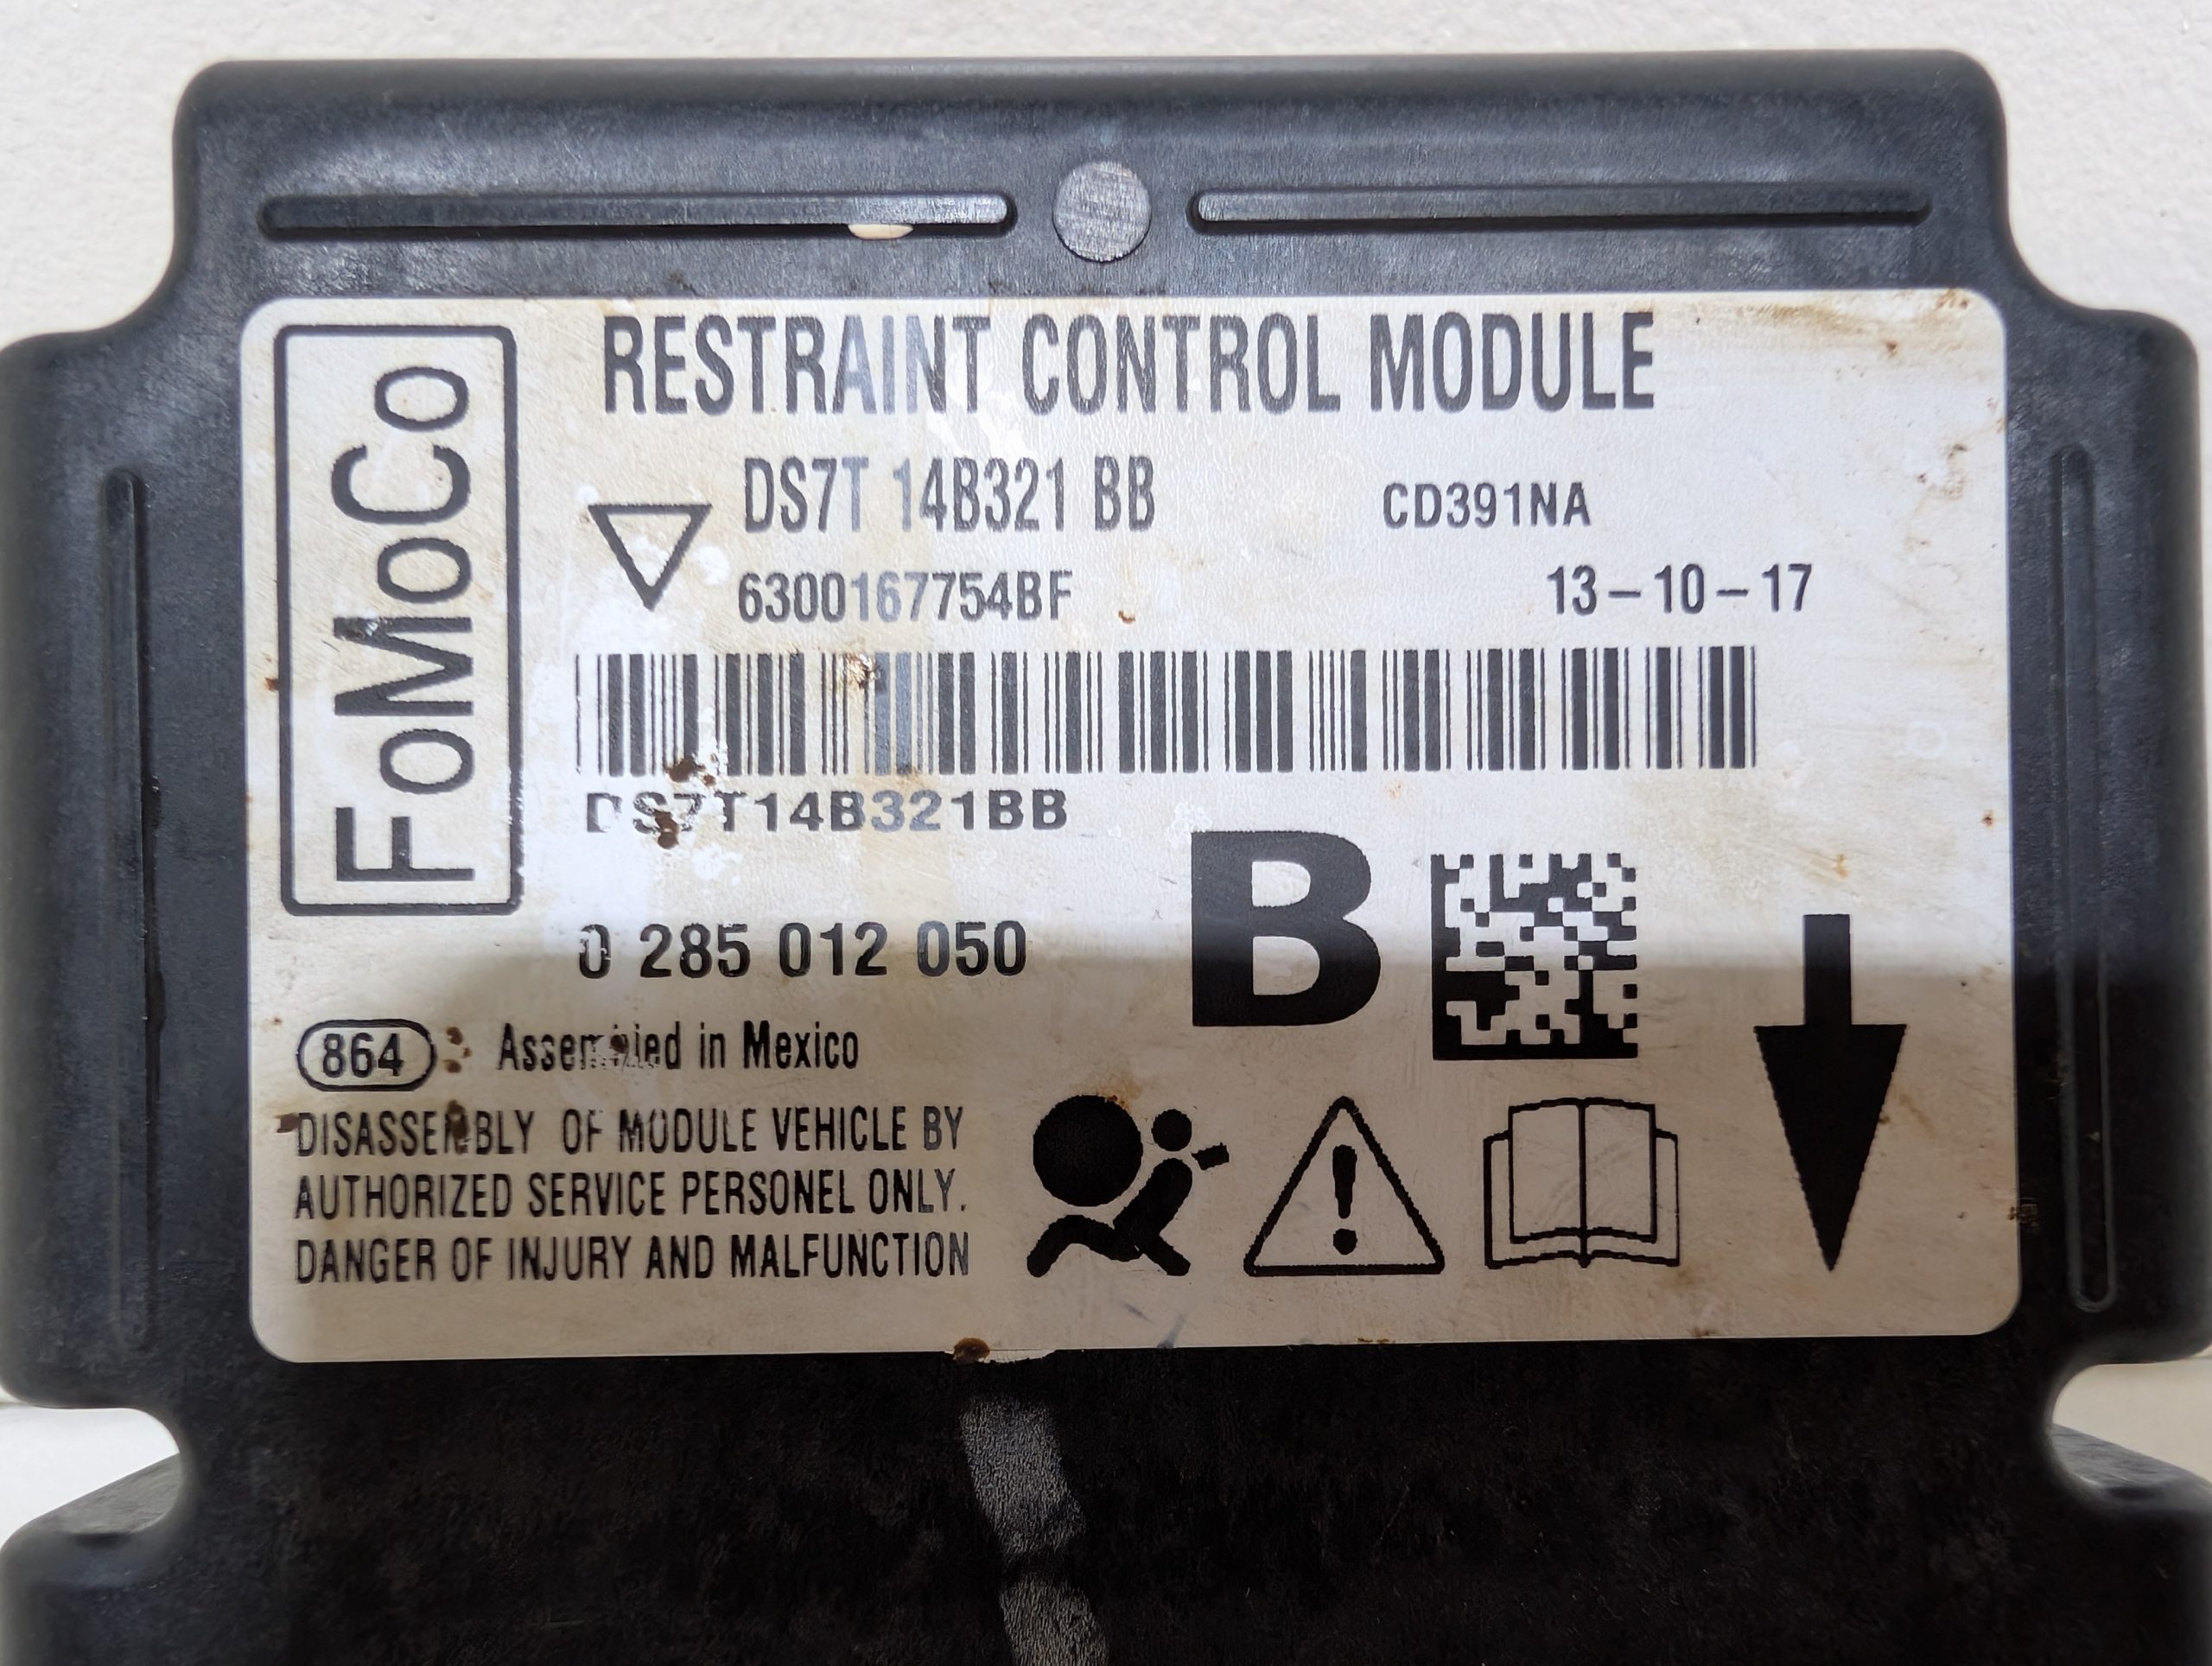 FoMoCo
RESTRAINT CONTROL MODULE
DS7T 14B321 BB
CD391NA
6300167754BF
13-10-17
DS7T14B321BB
B
0 285 012 050
864
Assembled in Mexico
DISASSEMBLY OF MODULE VEHICLE BY
AUTHORIZED SERVICE PERSONEL ONLY.
DANGER OF INJURY AND MALFUNCTION